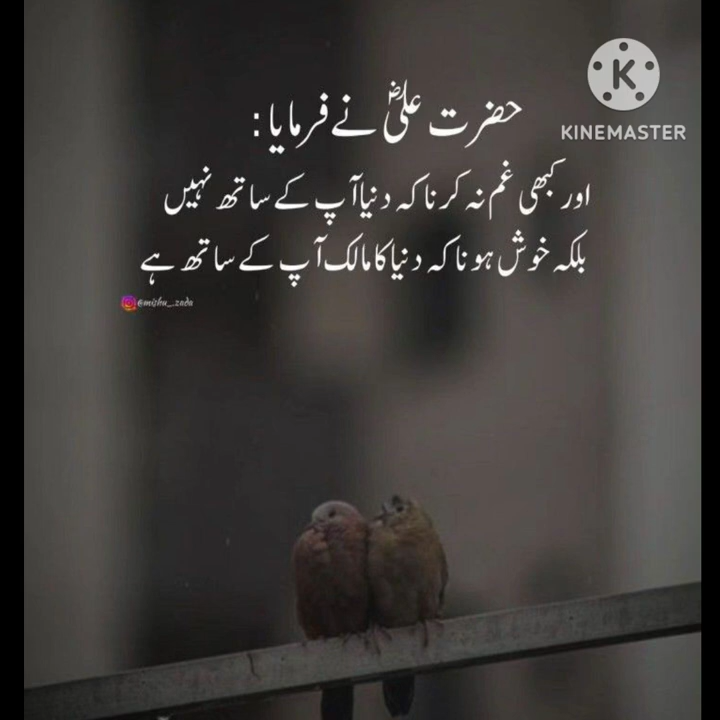 حضرت علیؓ نے فرمایا :
اور کبھی غم نہ کرنا کہ دنیا آپ کے ساتھ نہیں
بلکہ خوش ہونا کہ دنیا کا مالک آپ کے ساتھ ہے
@mishu__zada
K
KINEMASTER